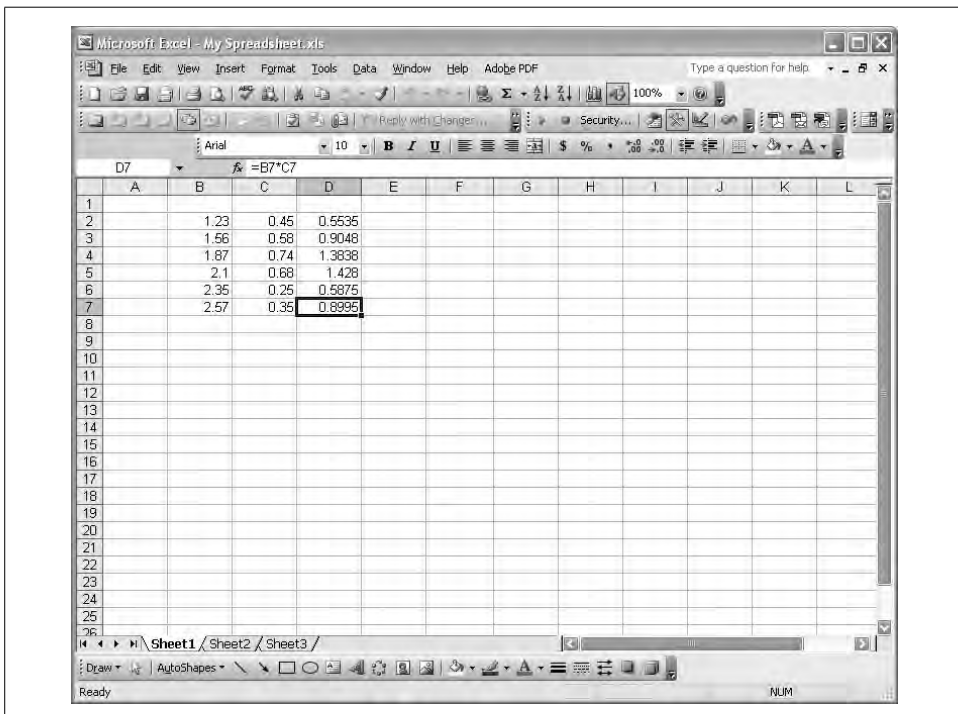 Microsoft Excel - My Spreadsheet.xls
File Edit View Insert Format Tools Data Window Help Adobe PDF Type a question for help
100%
Reply with Changes... Security...
Arial 10 B I U $ % ,
D7 fx =B7*C7
A B C D E F G H I J K L
1
2 1.23 0.45 0.5535
3 1.56 0.58 0.9048
4 1.87 0.74 1.3838
5 2.1 0.68 1.428
6 2.35 0.25 0.5875
7 2.57 0.35 0.8995
8
9
10
11
12
13
14
15
16
17
18
19
20
21
22
23
24
25
26
Sheet1 / Sheet2 / Sheet3 /
Draw AutoShapes A
Ready NUM